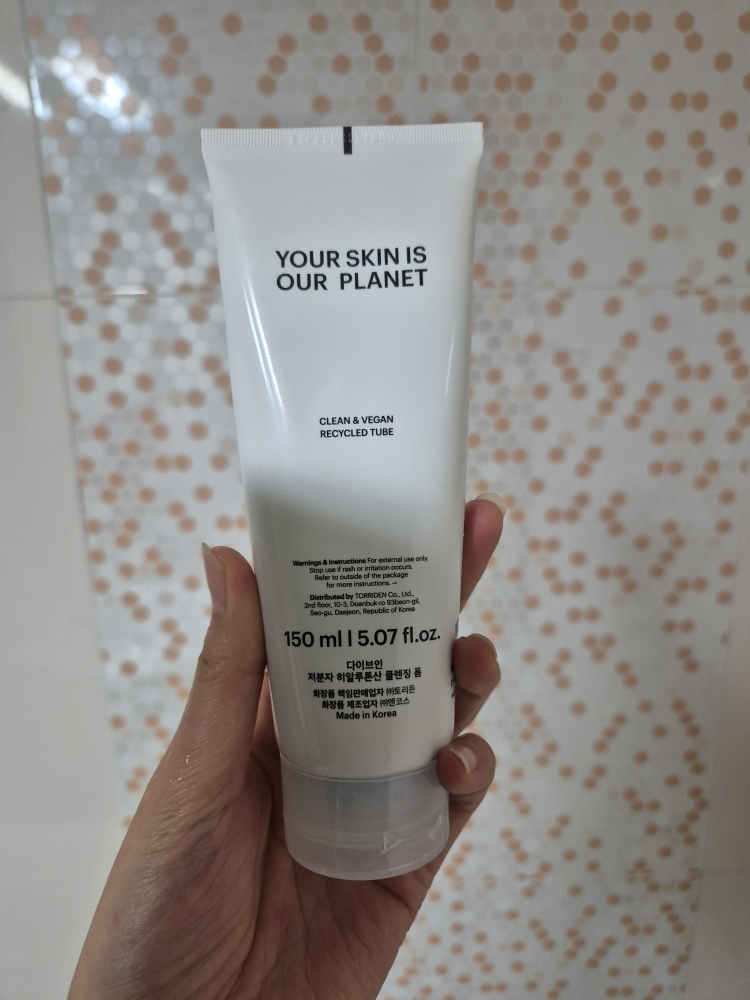 YOUR SKIN IS
OUR PLANET
CLEAN & VEGAN
RECYCLED TUBE
Warnings & Instructions For external use only.
Stop use if rash or irritation occurs.
Refer to outside of the package
for more instructions. →
Distributed by TORRIDEN Co., Ltd.,
2nd floor, 10-3, Doanbuk-ro 93beon-gil,
Seo-gu, Daejeon, Republic of Korea
150 ml | 5.07 fl.oz.
다이브인
저분자 히알루론산 클렌징 폼
화장품 책임판매업자 ㈜토리든
화장품 제조업자 ㈜엔코스
Made in Korea